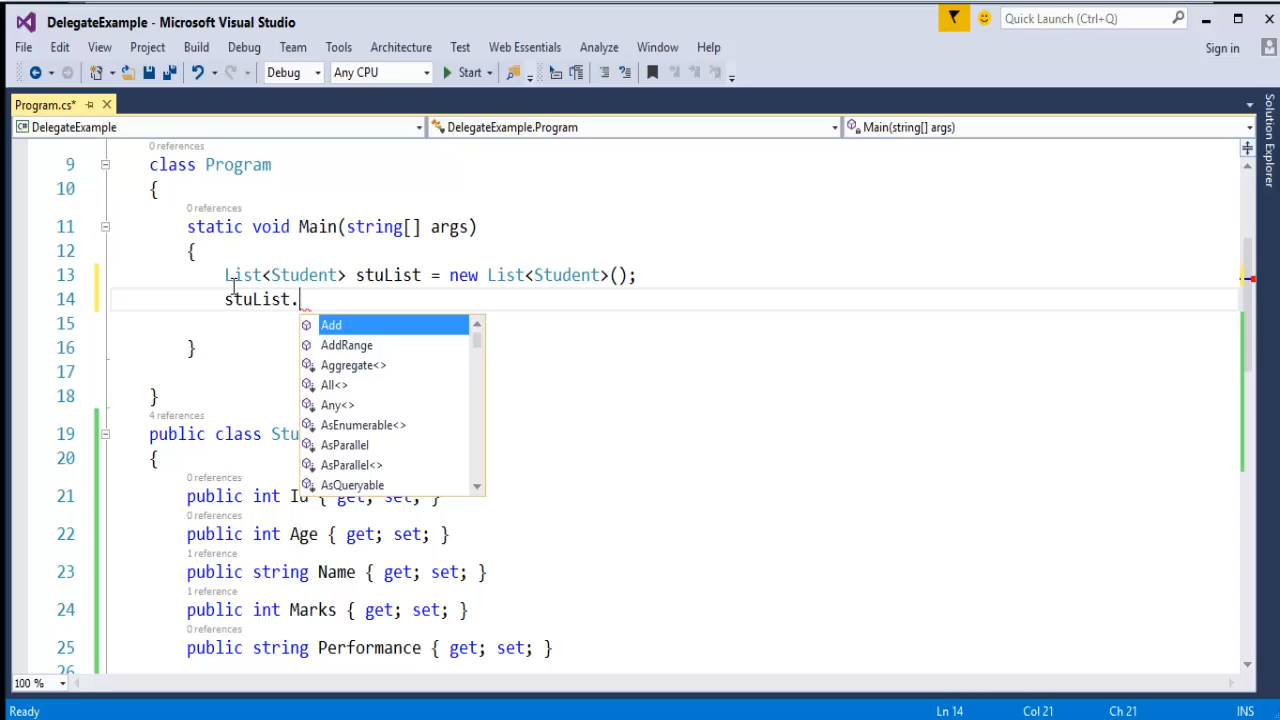 DelegateExample - Microsoft Visual Studio
Quick Launch (Ctrl+Q)
File Edit View Project Build Debug Team Tools Architecture Test Web Essentials Analyze Window Help
Sign in
Debug Any CPU Start
Program.cs*
DelegateExample DelegateExample.Program Main(string[] args)
Solution Explorer
0 references
9 class Program
10 {
0 references
11 static void Main(string[] args)
12 {
13 List<Student> stuList = new List<Student>();
14 stuList.
Add
15
AddRange
16 }
Aggregate<>
17
All<>
18 }
Any<>
4 references
AsEnumerable<>
19 public class Stu
AsParallel
20 {
AsParallel<>
0 references
AsQueryable
21 public int Id { get; set; }
0 references
22 public int Age { get; set; }
1 reference
23 public string Name { get; set; }
1 reference
24 public int Marks { get; set; }
0 references
25 public string Performance { get; set; }
26
100 %
Ready Ln 14 Col 21 Ch 21 INS